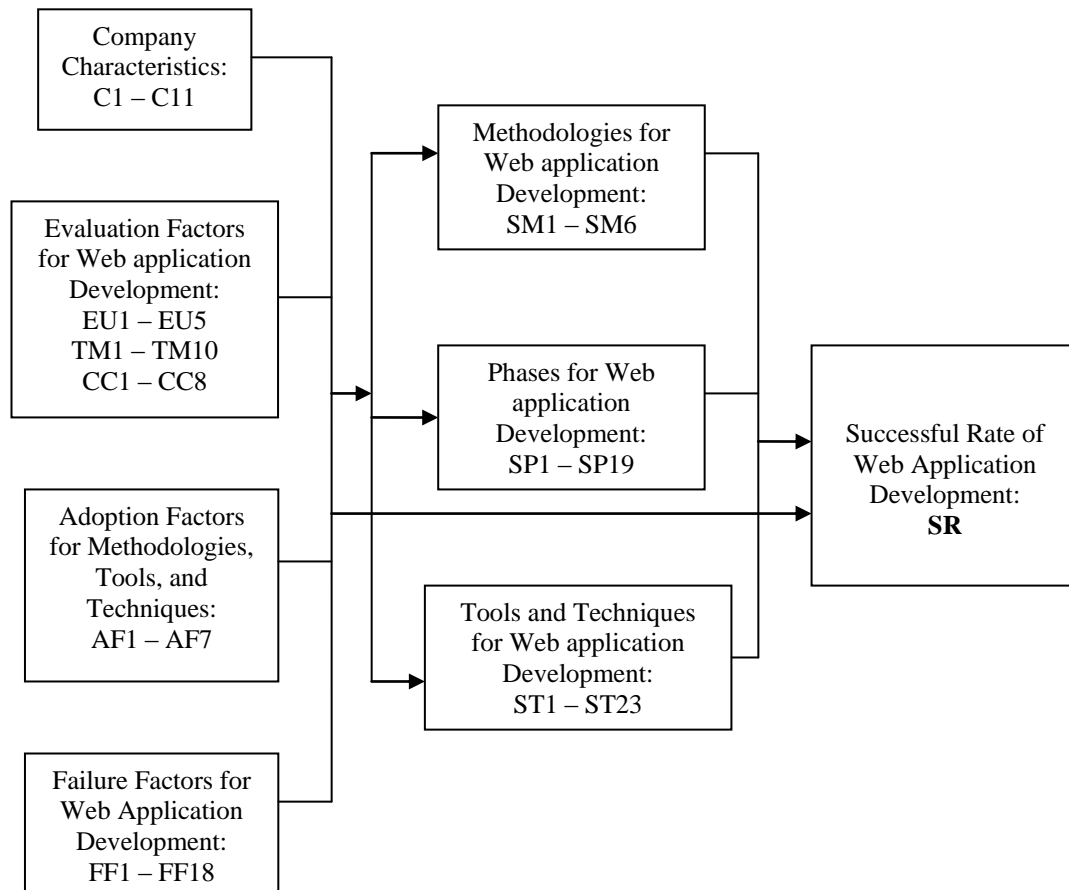 Company
Characteristics:
C1 – C11
Evaluation Factors
for Web application
Development:
EU1 – EU5
TM1 – TM10
CC1 – CC8
Adoption Factors
for Methodologies,
Tools, and
Techniques:
AF1 – AF7
Failure Factors for
Web Application
Development:
FF1 – FF18
Methodologies for
Web application
Development:
SM1 – SM6
Phases for Web
application
Development:
SP1 – SP19
Tools and Techniques
for Web application
Development:
ST1 – ST23
Successful Rate of
Web Application
Development:
SR